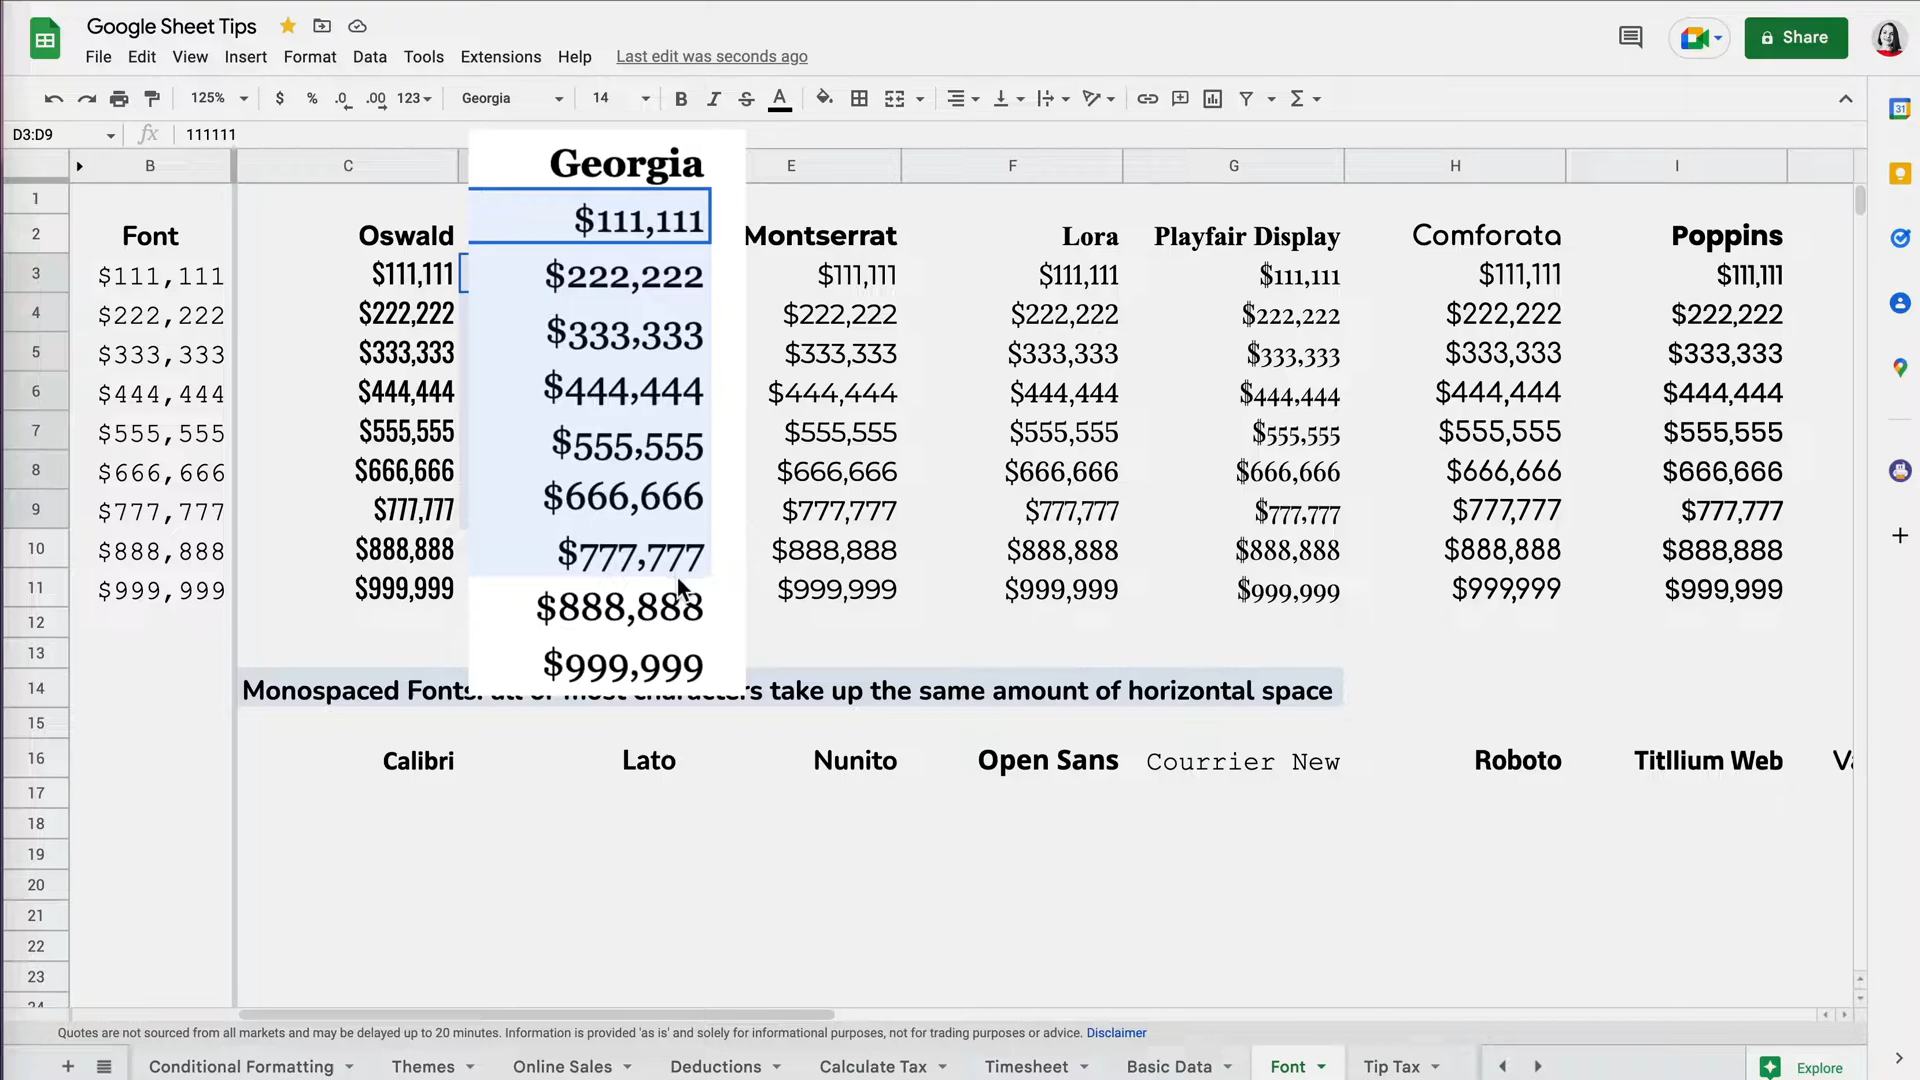 Google Sheet Tips
File Edit View Insert Format Data Tools Extensions Help Last edit was seconds ago
Share
125% $ % .0 .00 123 Georgia 14 B I S A
D3:D9 fx 111111
B C E F G H I
1
2 Font Oswald Georgia Montserrat Lora Playfair Display Comforata Poppins
3 $111,111 $111,111 $111,111 $111,111 $111,111 $111,111 $111,111 $111,111
4 $222,222 $222,222 $222,222 $222,222 $222,222 $222,222 $222,222 $222,222
5 $333,333 $333,333 $333,333 $333,333 $333,333 $333,333 $333,333 $333,333
6 $444,444 $444,444 $444,444 $444,444 $444,444 $444,444 $444,444 $444,444
7 $555,555 $555,555 $555,555 $555,555 $555,555 $555,555 $555,555 $555,555
8 $666,666 $666,666 $666,666 $666,666 $666,666 $666,666 $666,666 $666,666
9 $777,777 $777,777 $777,777 $777,777 $777,777 $777,777 $777,777 $777,777
10 $888,888 $888,888 $888,888 $888,888 $888,888 $888,888 $888,888 $888,888
11 $999,999 $999,999 $999,999 $999,999 $999,999 $999,999 $999,999 $999,999
12
13
14 Monospaced Fonts: all or most characters take up the same amount of horizontal space
15
16 Calibri Lato Nunito Open Sans Courrier New Roboto Titllium Web
17
18
19
20
21
22
23
24
Quotes are not sourced from all markets and may be delayed up to 20 minutes. Information is provided 'as is' and solely for informational purposes, not for trading purposes or advice. Disclaimer
Conditional Formatting Themes Online Sales Deductions Calculate Tax Timesheet Basic Data Font Tip Tax Explore